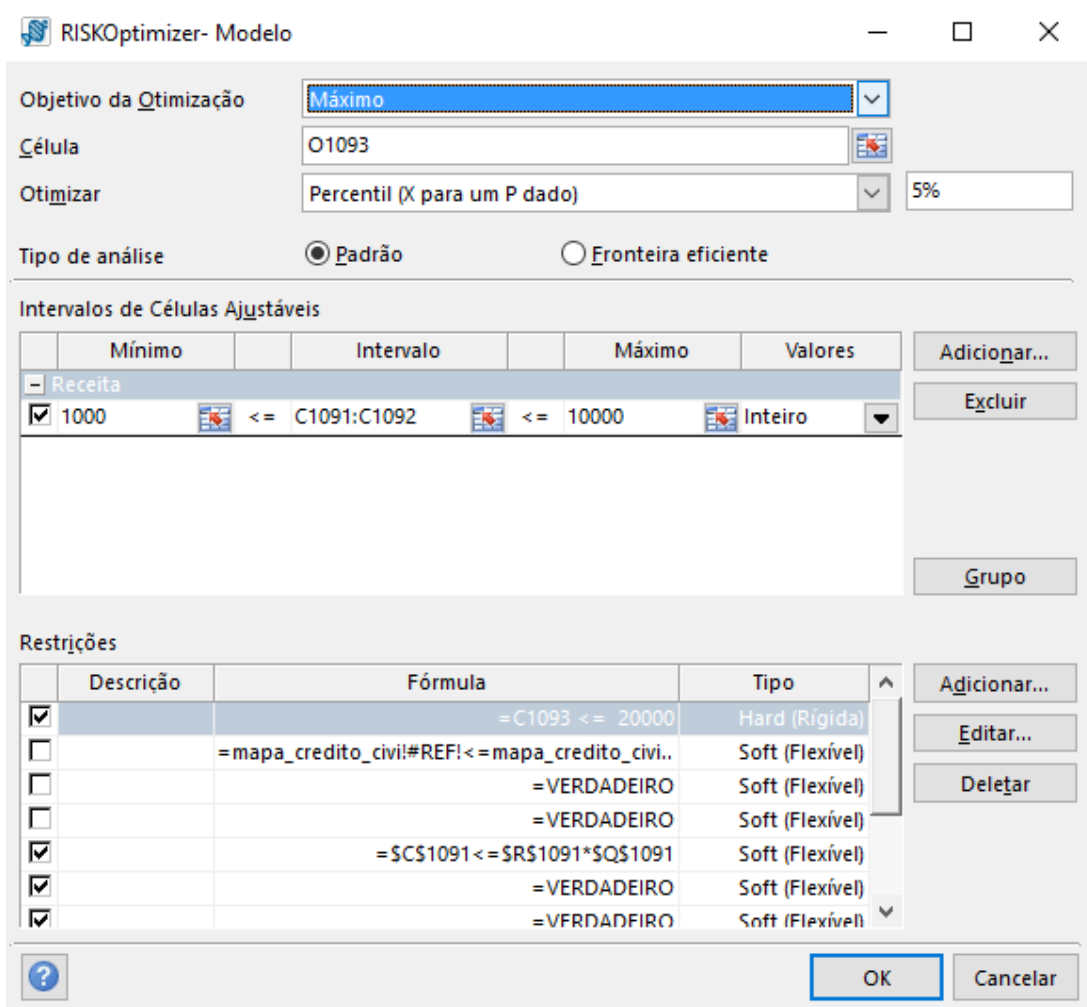 RISKOptimizer- Modelo
Objetivo da Otimização Máximo
Célula O1093
Otimizar Percentil (X para um P dado) 5%
Tipo de análise Padrão Fronteira eficiente
Intervalos de Células Ajustáveis
Mínimo Intervalo Máximo Valores Adicionar...
Receita
1000 <= C1091:C1092 <= 10000 Inteiro Excluir
Grupo
Restrições
Descrição Fórmula Tipo Adicionar...
=C1093 <= 20000 Hard (Rígida)
Editar...
=mapa_credito_civi!#REF!<=mapa_credito_civi.. Soft (Flexível)
=VERDADEIRO Soft (Flexível) Deletar
=VERDADEIRO Soft (Flexível)
=$C$1091<=$R$1091*$Q$1091 Soft (Flexível)
=VERDADEIRO Soft (Flexível)
=VERDADEIRO Soft (Flexível)
? OK Cancelar